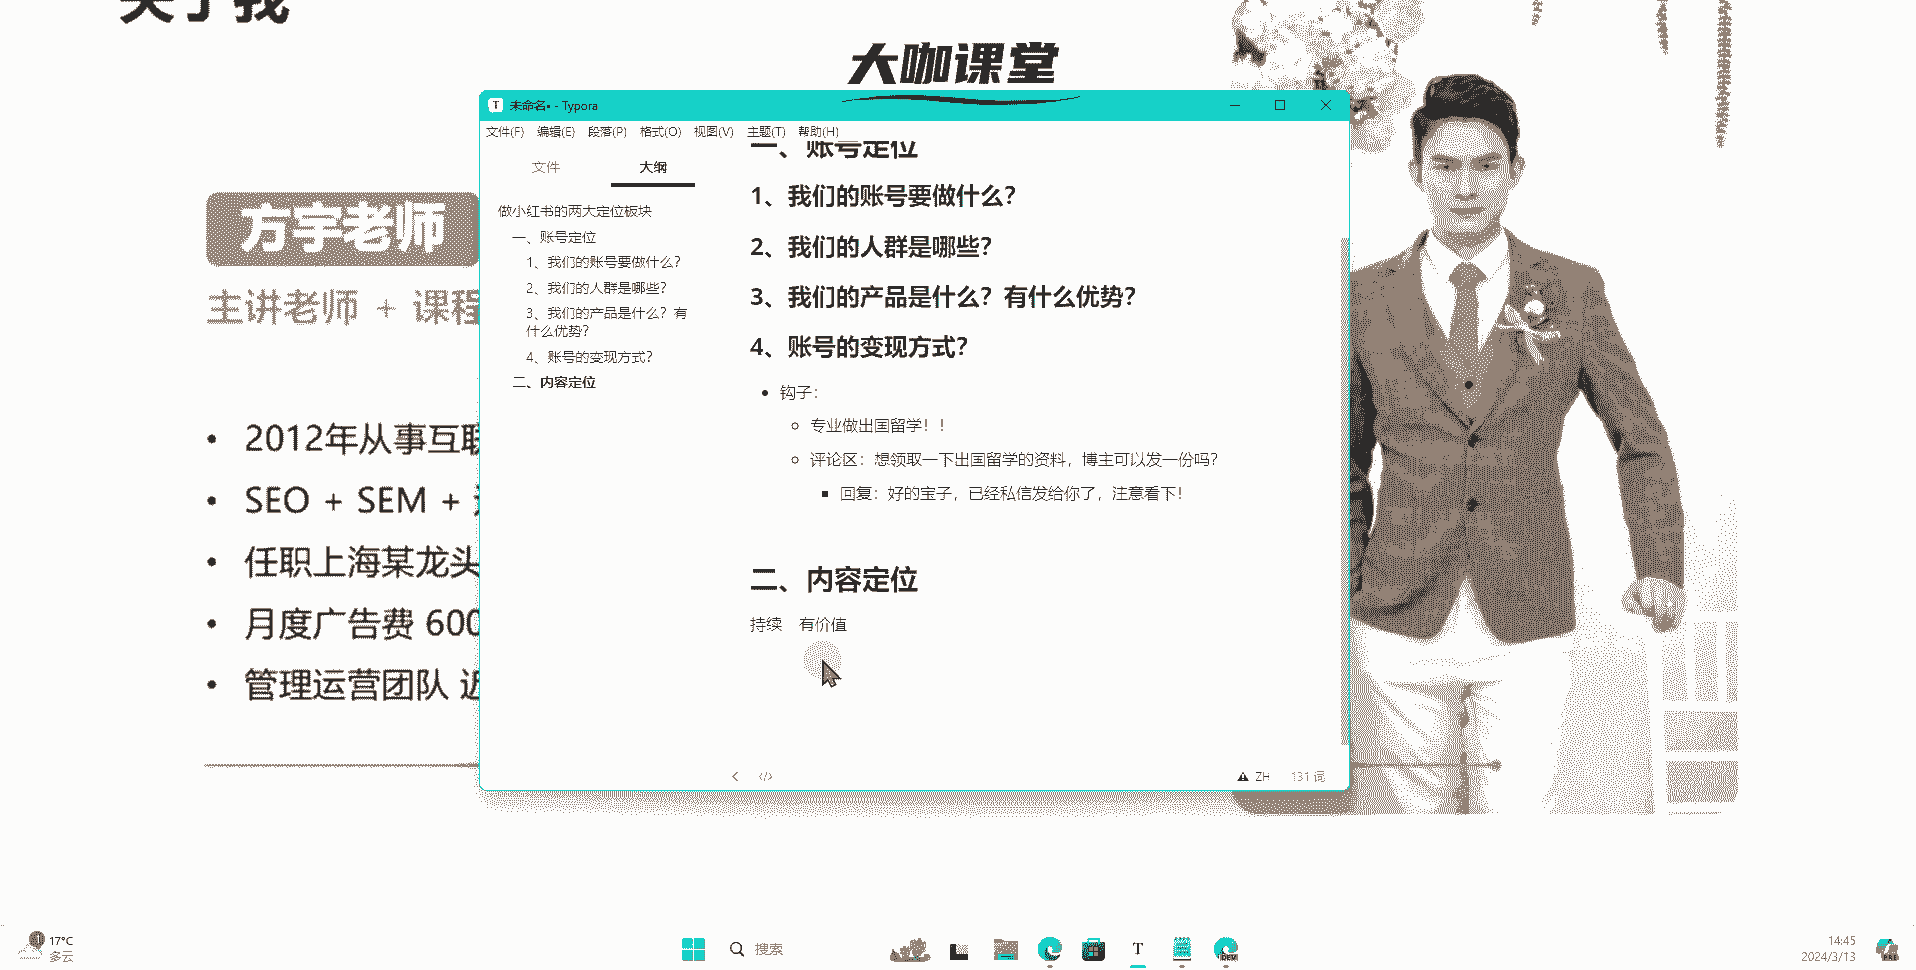 关于我
大咖课堂
方宇老师
主讲老师 + 课程
2012年从事互联
SEO + SEM +
任职上海某龙头
月度广告费 600
管理运营团队 近
未命名• - Typora
文件(F) 编辑(E) 段落(P) 格式(O) 视图(V) 主题(T) 帮助(H)
文件 大纲
做小红书的两大定位板块
一、账号定位
1、我们的账号要做什么？
2、我们的人群是哪些？
3、我们的产品是什么？有
什么优势？
4、账号的变现方式？
二、内容定位
一、账号定位
1、我们的账号要做什么？
2、我们的人群是哪些？
3、我们的产品是什么？有什么优势？
4、账号的变现方式？
钩子：
专业做出国留学！！
评论区：想领取一下出国留学的资料，博主可以发一份吗？
回复：好的宝子，已经私信发给你了，注意看下！
二、内容定位
持续 有价值
ZH 131 词
1
17°C
多云
搜索
14:45
2024/3/13